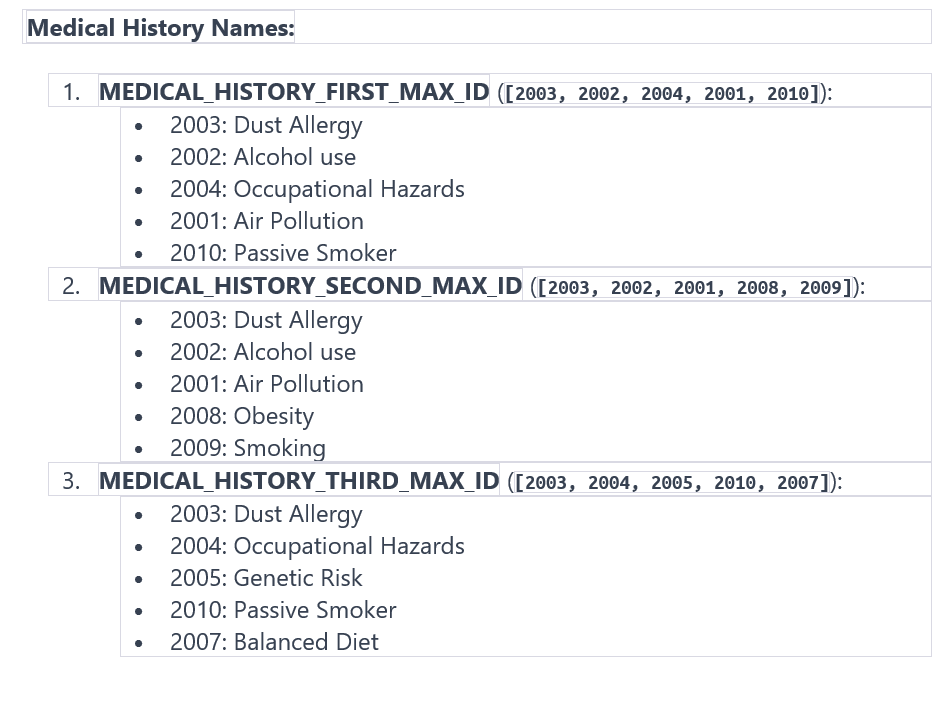 Medical History Names:
1. MEDICAL_HISTORY_FIRST_MAX_ID ([2003, 2002, 2004, 2001, 2010]):
• 2003: Dust Allergy
• 2002: Alcohol use
• 2004: Occupational Hazards
• 2001: Air Pollution
• 2010: Passive Smoker
2. MEDICAL_HISTORY_SECOND_MAX_ID ([2003, 2002, 2001, 2008, 2009]):
• 2003: Dust Allergy
• 2002: Alcohol use
• 2001: Air Pollution
• 2008: Obesity
• 2009: Smoking
3. MEDICAL_HISTORY_THIRD_MAX_ID ([2003, 2004, 2005, 2010, 2007]):
• 2003: Dust Allergy
• 2004: Occupational Hazards
• 2005: Genetic Risk
• 2010: Passive Smoker
• 2007: Balanced Diet